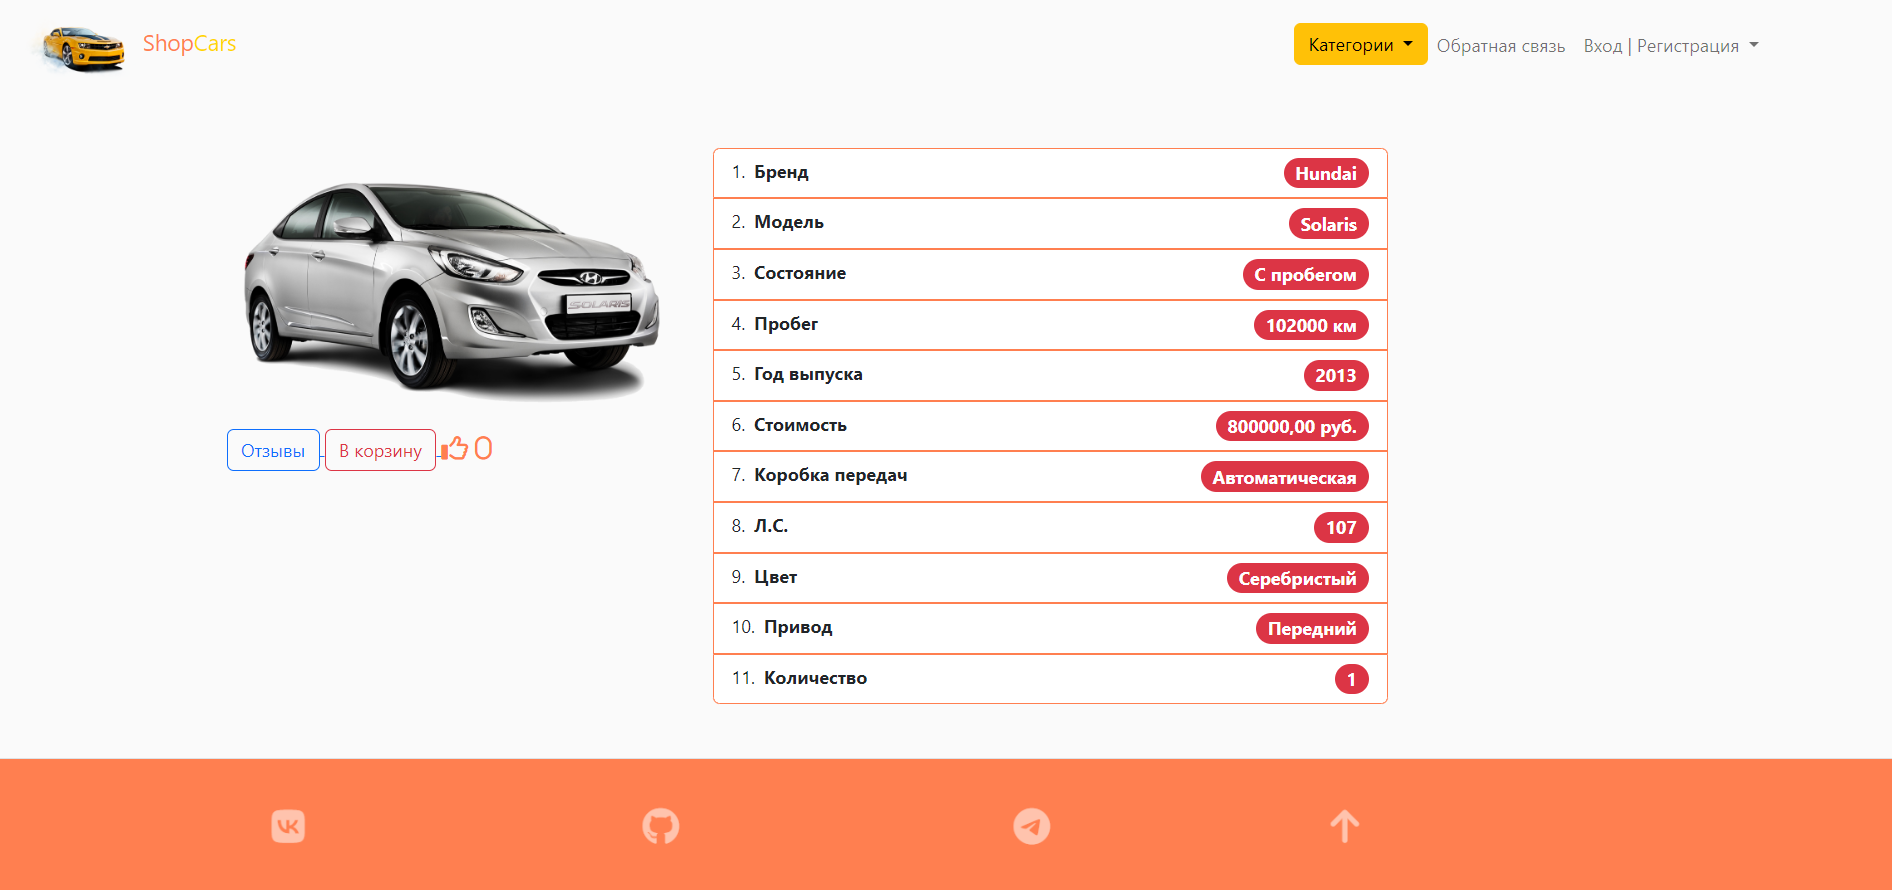 ShopCars
Категории Обратная связь Вход | Регистрация
SOLARIS
Отзывы В корзину 0
1. Бренд Hundai
2. Модель Solaris
3. Состояние С пробегом
4. Пробег 102000 км
5. Год выпуска 2013
6. Стоимость 800000,00 руб.
7. Коробка передач Автоматическая
8. Л.С. 107
9. Цвет Серебристый
10. Привод Передний
11. Количество 1